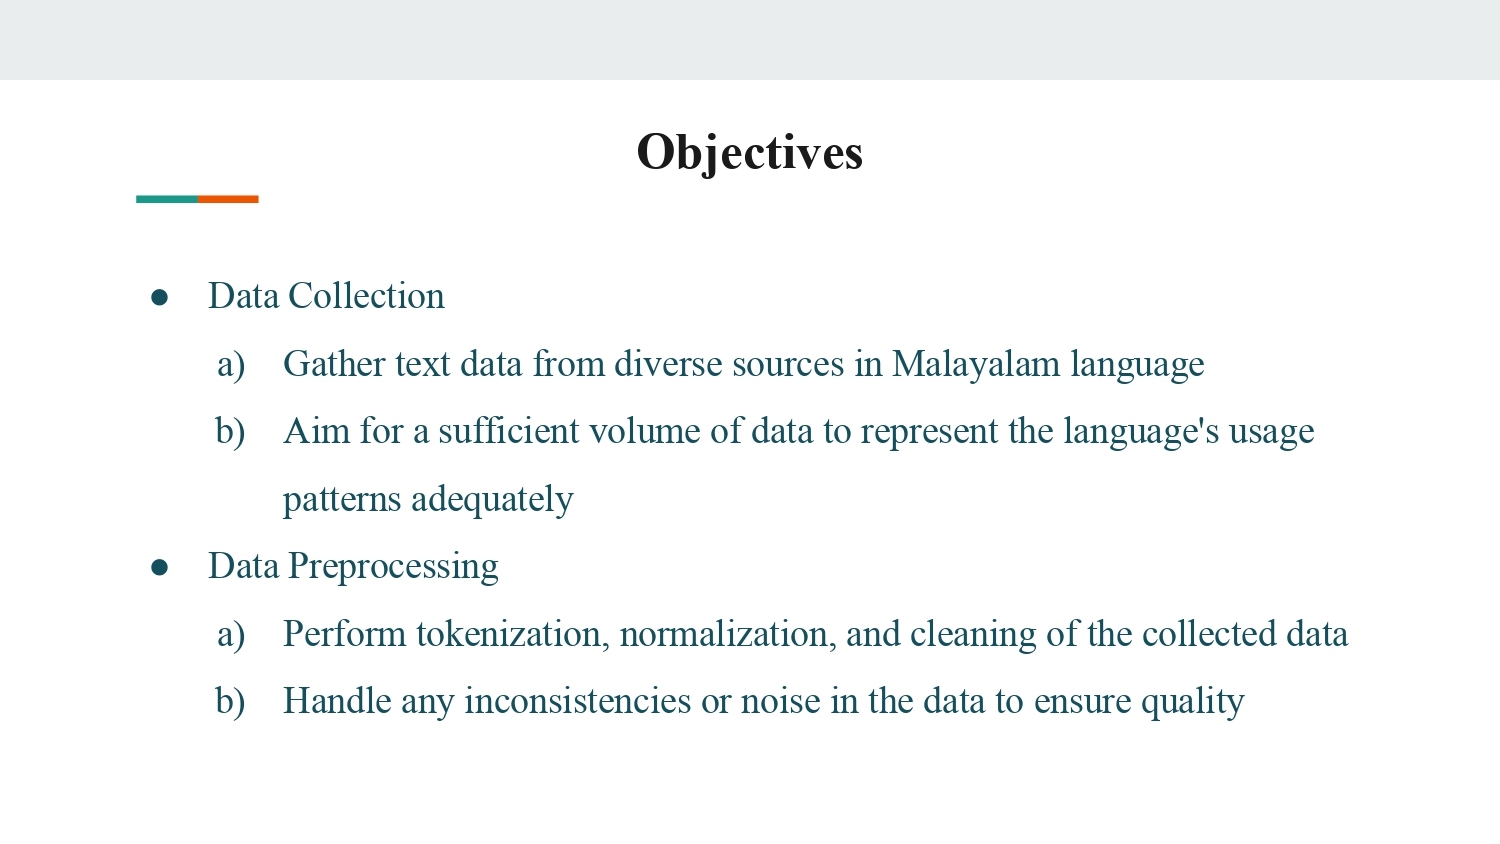 Objectives
● Data Collection
a) Gather text data from diverse sources in Malayalam language
b) Aim for a sufficient volume of data to represent the language's usage
patterns adequately
● Data Preprocessing
a) Perform tokenization, normalization, and cleaning of the collected data
b) Handle any inconsistencies or noise in the data to ensure quality